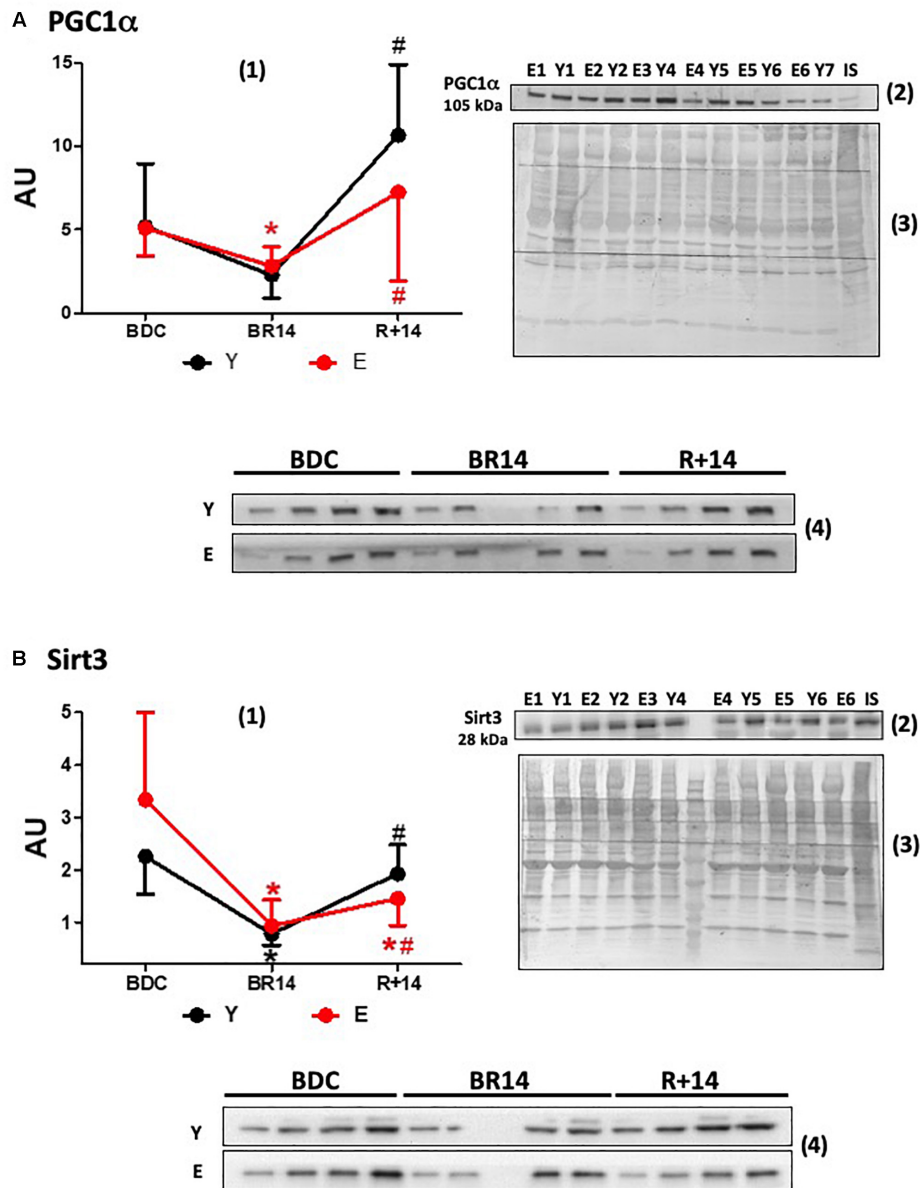 A PGC1α
15
(1)
#
10
AU
5
*
#
0
BDC BR14 R+14
Y E
E1 Y1 E2 Y2 E3 Y4 E4 Y5 E5 Y6 E6 Y7 IS
PGC1α
105 kDa
(2)
(3)
BDC BR14 R+14
Y
E
(4)
B Sirt3
5
(1)
4
3
AU
#
2
*
1
*
*#
BDC BR14 R+14
Y E
E1 Y1 E2 Y2 E3 Y4 E4 Y5 E5 Y6 E6 IS
Sirt3
28 kDa
(2)
(3)
BDC BR14 R+14
Y
E
(4)